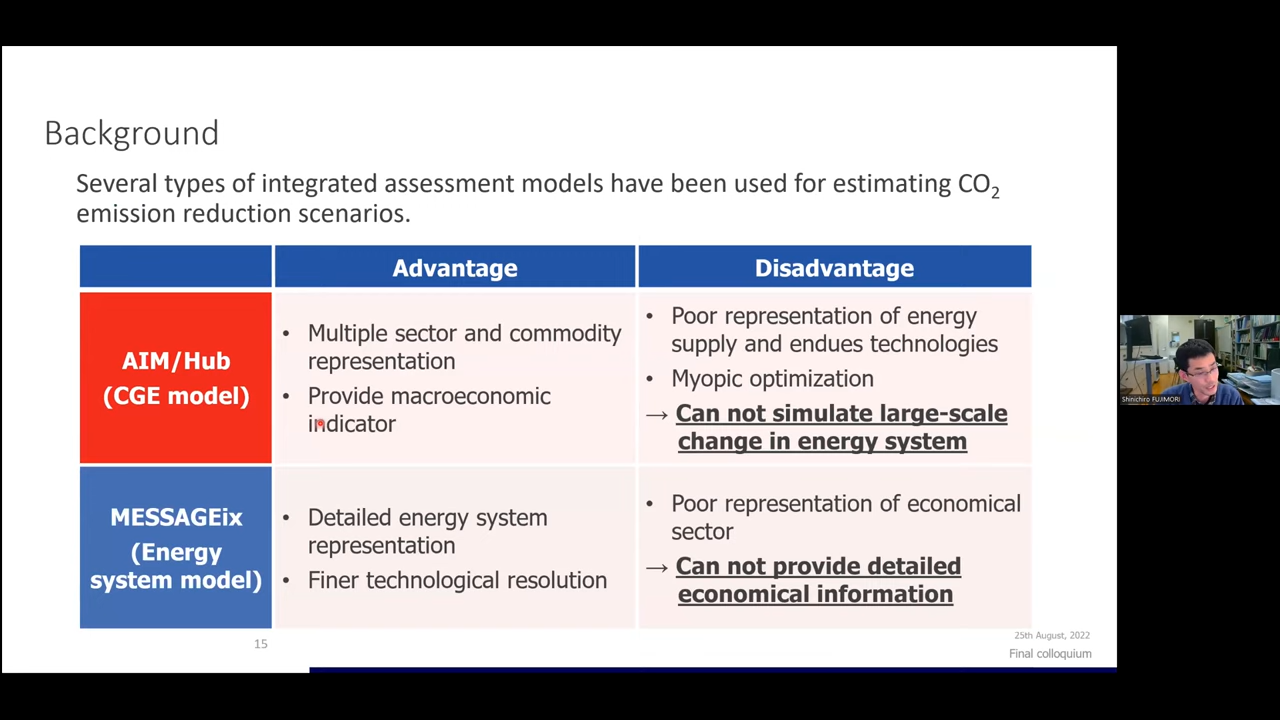 Background
Several types of integrated assessment models have been used for estimating CO2
emission reduction scenarios.
Advantage
Disadvantage
AIM/Hub
(CGE model)
• Multiple sector and commodity
representation
• Provide macroeconomic
indicator
• Poor representation of energy
supply and endues technologies
• Myopic optimization
→ Can not simulate large-scale
change in energy system
MESSAGEix
(Energy
system model)
• Detailed energy system
representation
• Finer technological resolution
• Poor representation of economical
sector
→ Can not provide detailed
economical information
15
25th August, 2022
Final colloquium
Shinichiro FUJIMORI